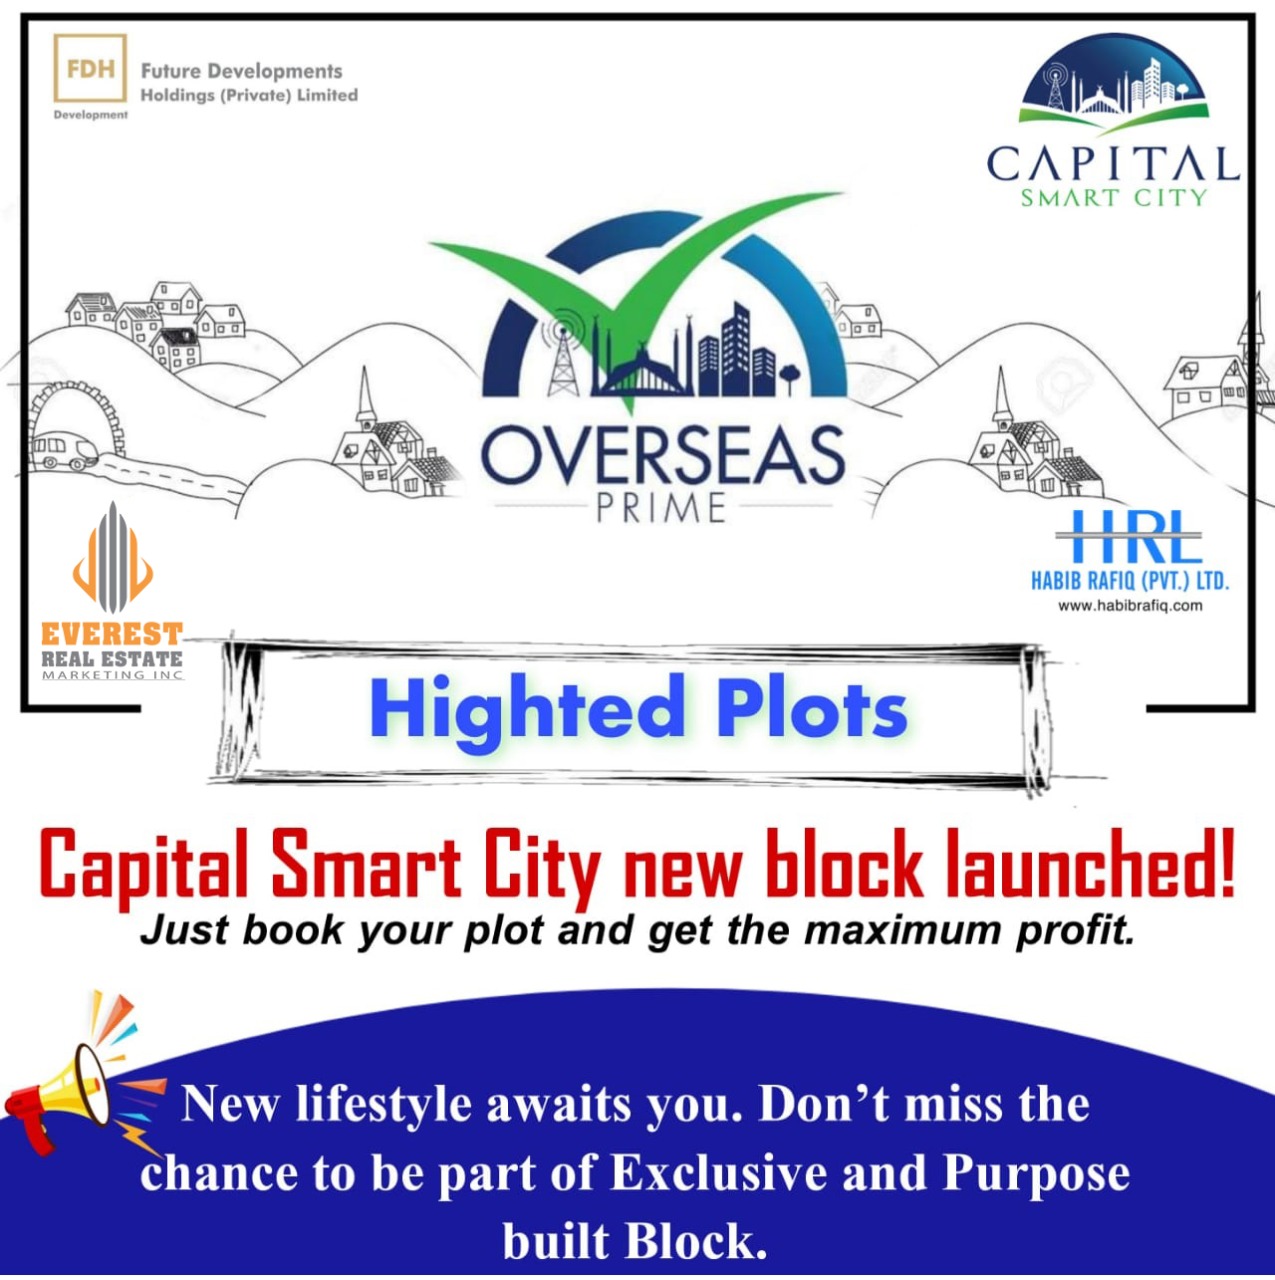 FDH
Development
Future Developments
Holdings (Private) Limited
CAPITAL
SMART CITY
OVERSEAS
PRIME
HRL
HABIB RAFIQ (PVT.) LTD.
www.habibrafiq.com
EVEREST
REAL ESTATE
MARKETING INC
Highted Plots
Capital Smart City new block launched!
Just book your plot and get the maximum profit.
New lifestyle awaits you. Don’t miss the
chance to be part of Exclusive and Purpose
built Block.